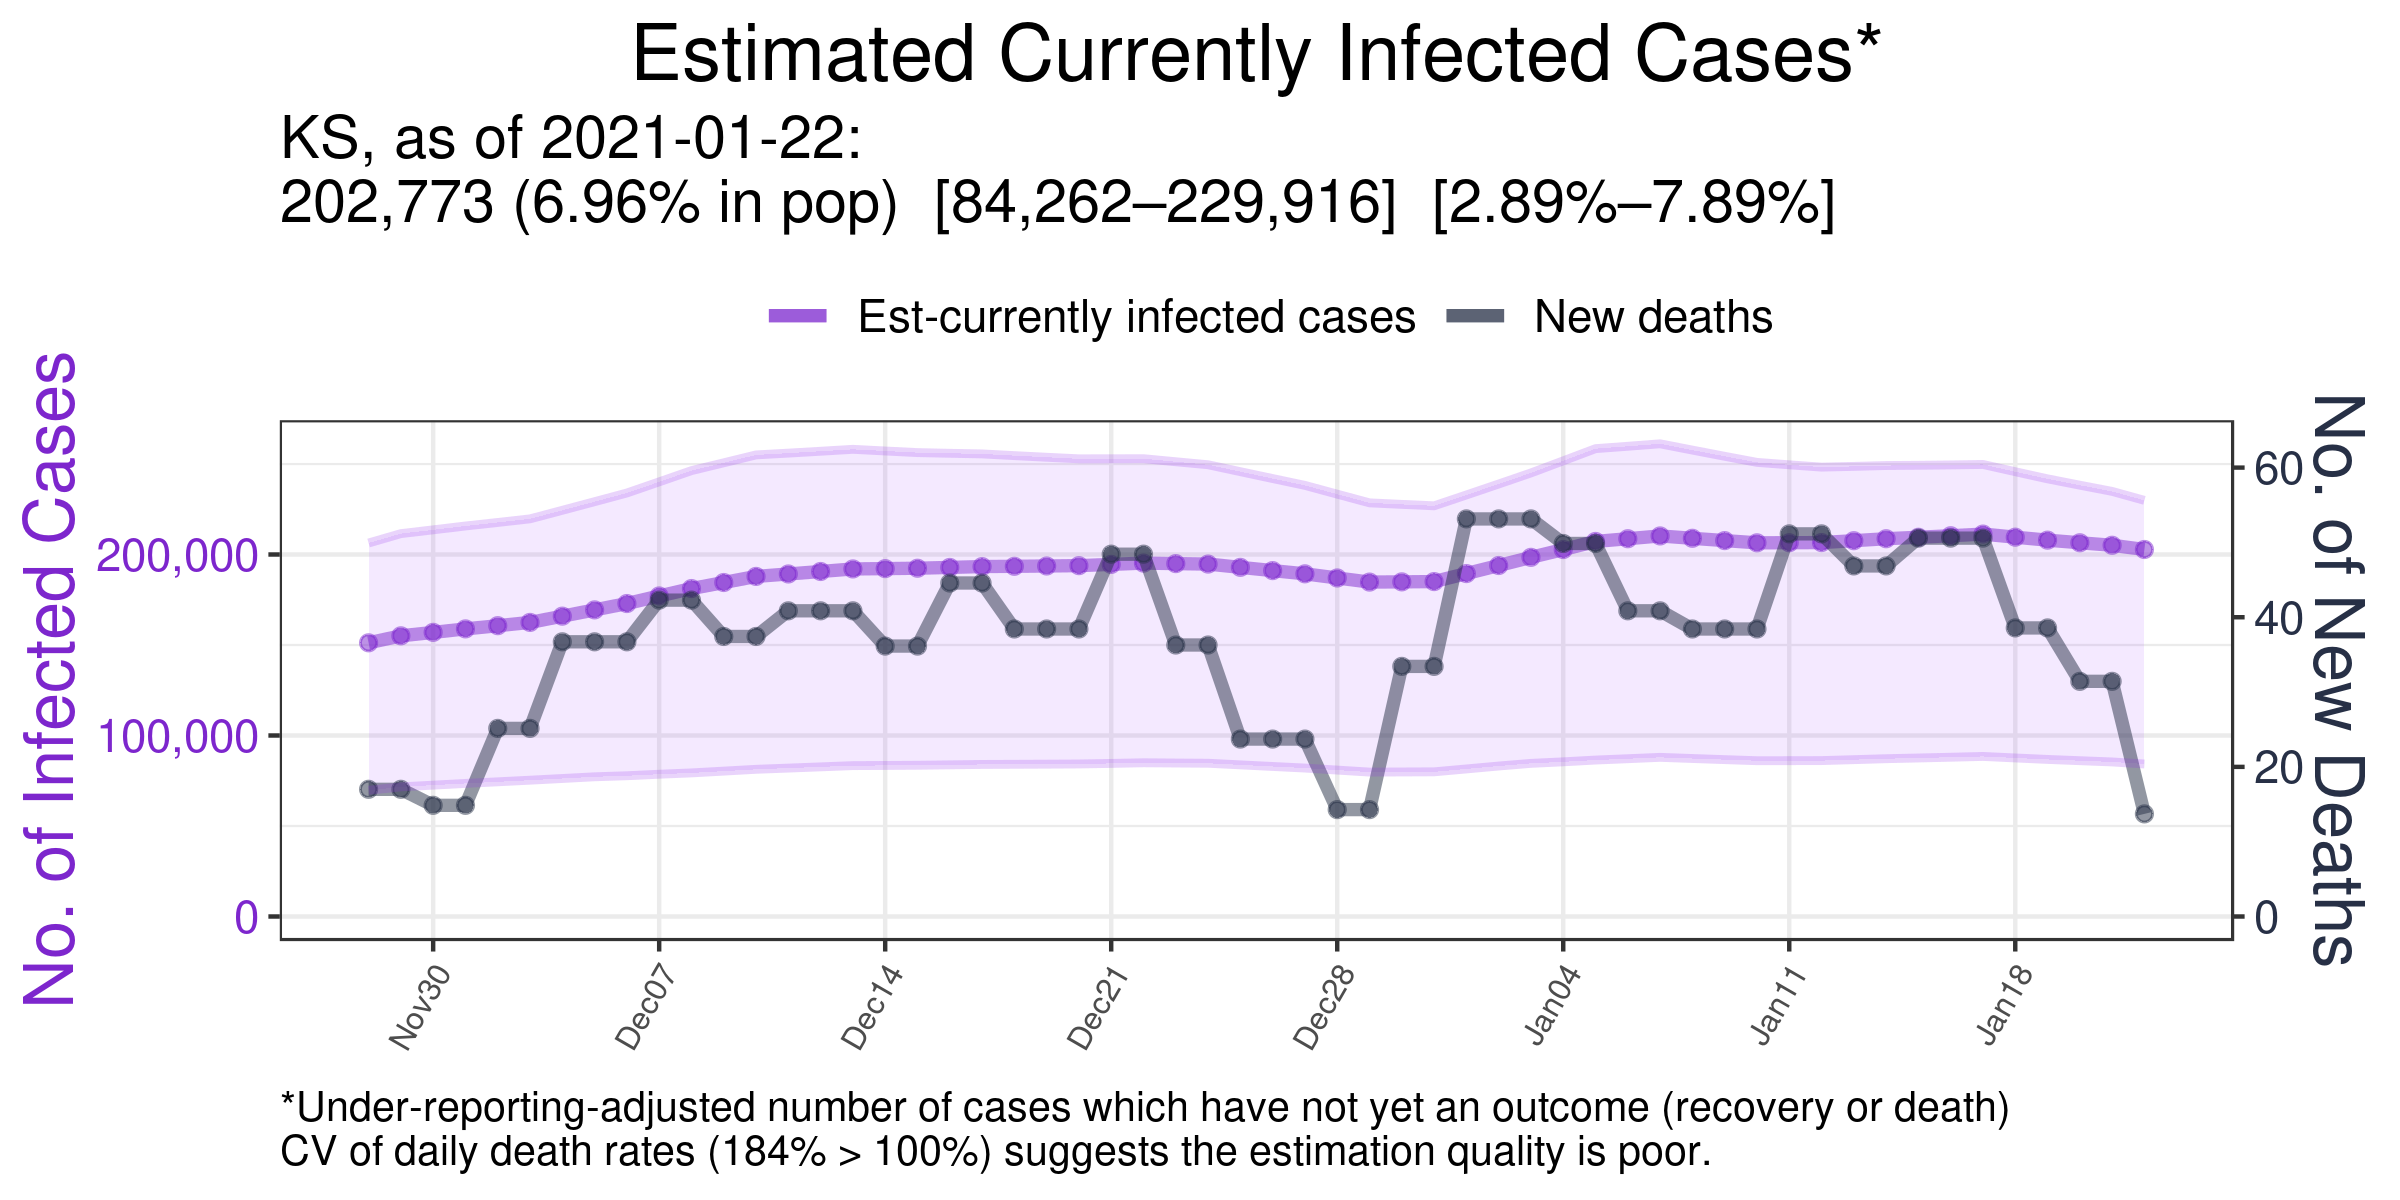 Estimated Currently Infected Cases*
KS, as of 2021-01-22:
202,773 (6.96% in pop)  [84,262–229,916]  [2.89%–7.89%]
Est-currently infected cases
New deaths
No. of Infected Cases
200,000
100,000
0
60
40
20
0
No. of New Deaths
Nov30
Dec07
Dec14
Dec21
Dec28
Jan04
Jan11
Jan18
*Under-reporting-adjusted number of cases which have not yet an outcome (recovery or death)
CV of daily death rates (184% > 100%) suggests the estimation quality is poor.